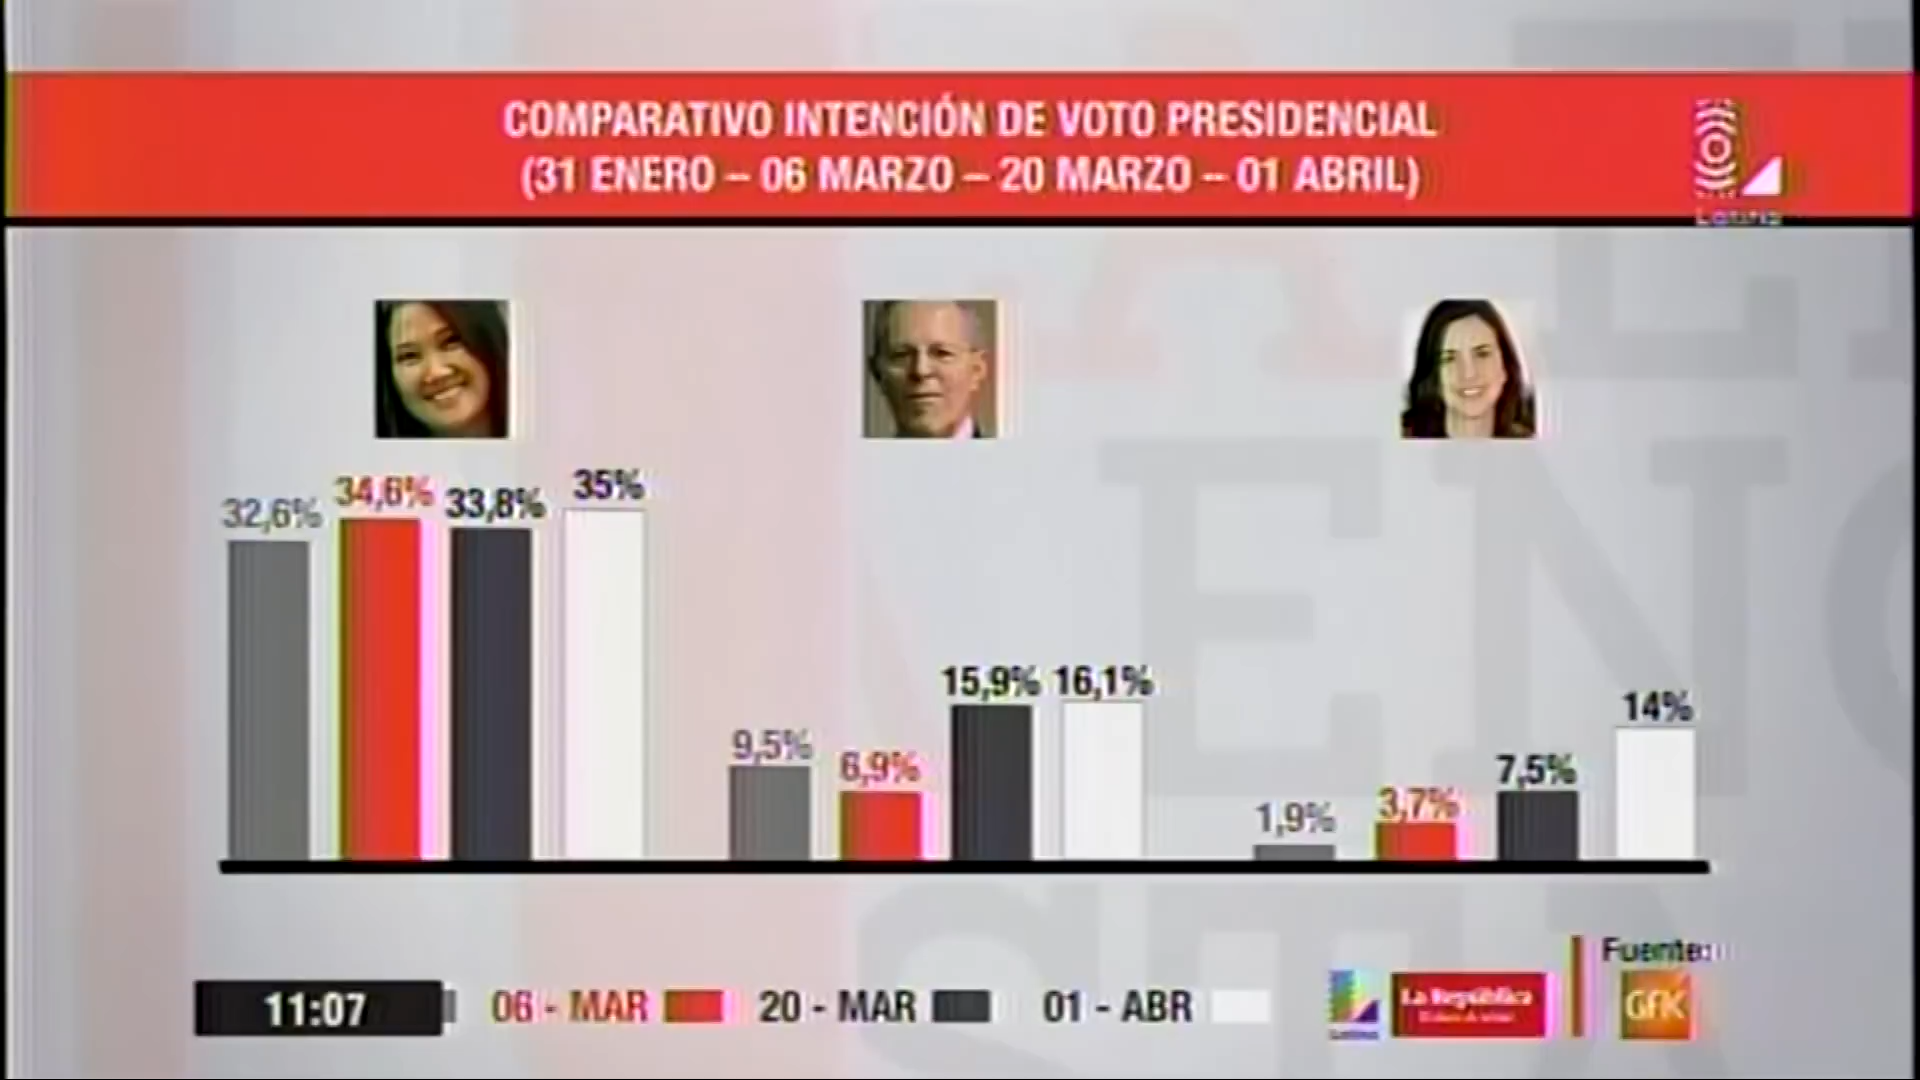 COMPARATIVO INTENCIÓN DE VOTO PRESIDENCIAL
(31 ENERO – 06 MARZO – 20 MARZO – 01 ABRIL)
Latina
32,6%
34,6%
33,8%
35%
9,5%
6,9%
15,9%
16,1%
1,9%
3,7%
7,5%
14%
11:07
06 - MAR
20 - MAR
01 - ABR
Latina
La República
Fuente:
GFK